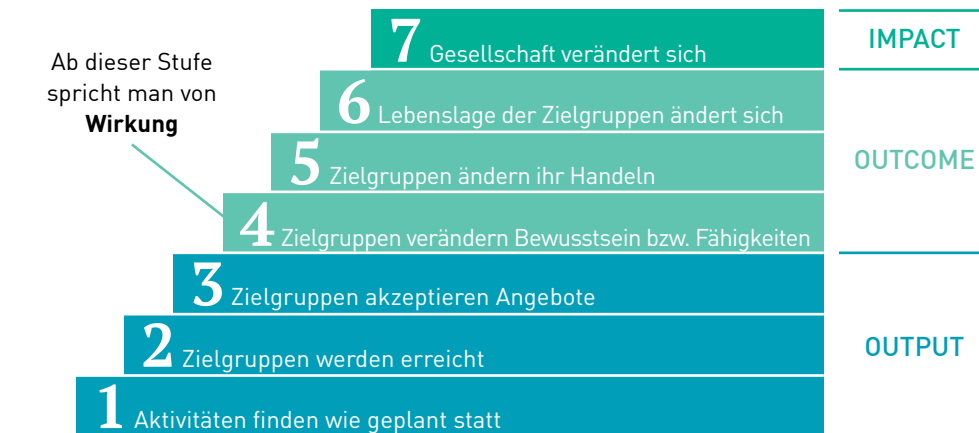 7 Gesellschaft verändert sich
IMPACT
Ab dieser Stufe
spricht man von
Wirkung
6 Lebenslage der Zielgruppen ändert sich
5 Zielgruppen ändern ihr Handeln
OUTCOME
4 Zielgruppen verändern Bewusstsein bzw. Fähigkeiten
3 Zielgruppen akzeptieren Angebote
2 Zielgruppen werden erreicht
OUTPUT
1 Aktivitäten finden wie geplant statt